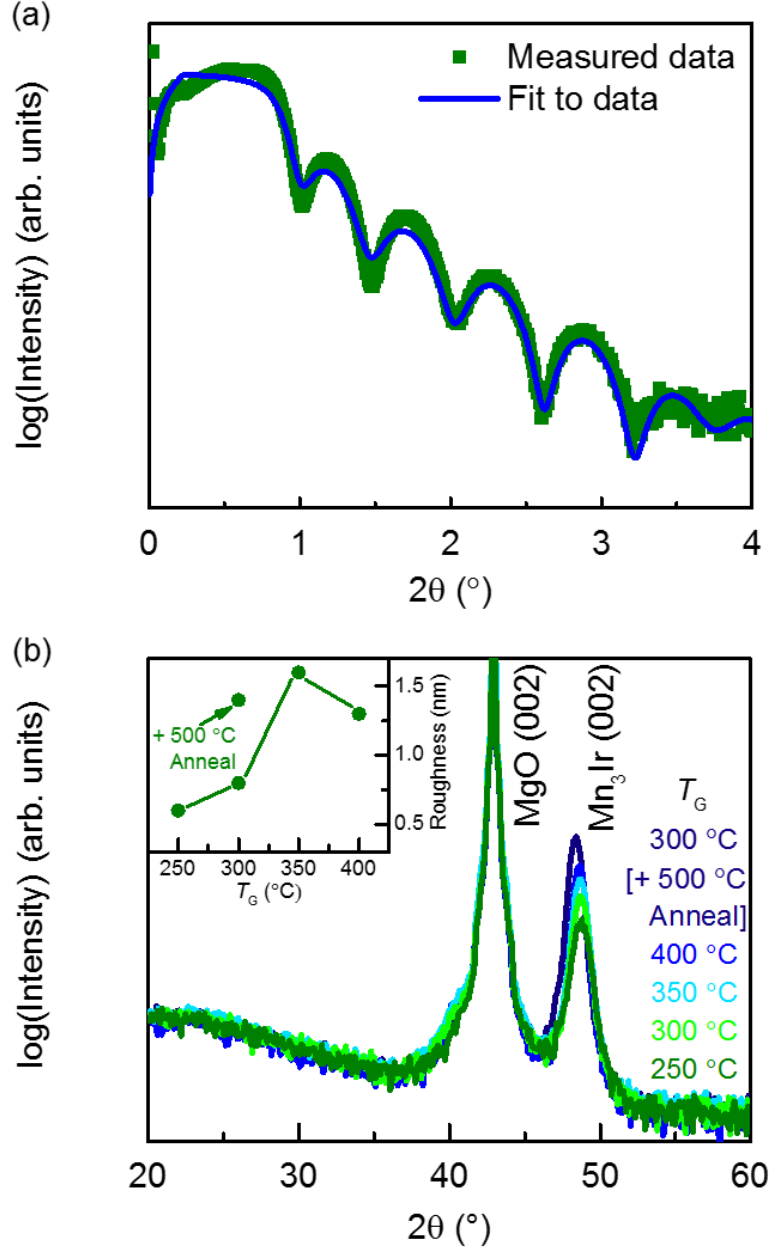 (a)
Measured data
Fit to data
log(Intensity) (arb. units)
0 1 2 3 4
2θ (°)
(b)
1.5
1.0
0.5
Roughness (nm)
+ 500 °C
Anneal
250 300 350 400
T_G (°C)
MgO (002)
Mn₃Ir (002)
T_G
300 °C
[+ 500 °C
Anneal]
400 °C
350 °C
300 °C
250 °C
log(Intensity) (arb. units)
20 30 40 50 60
2θ (°)